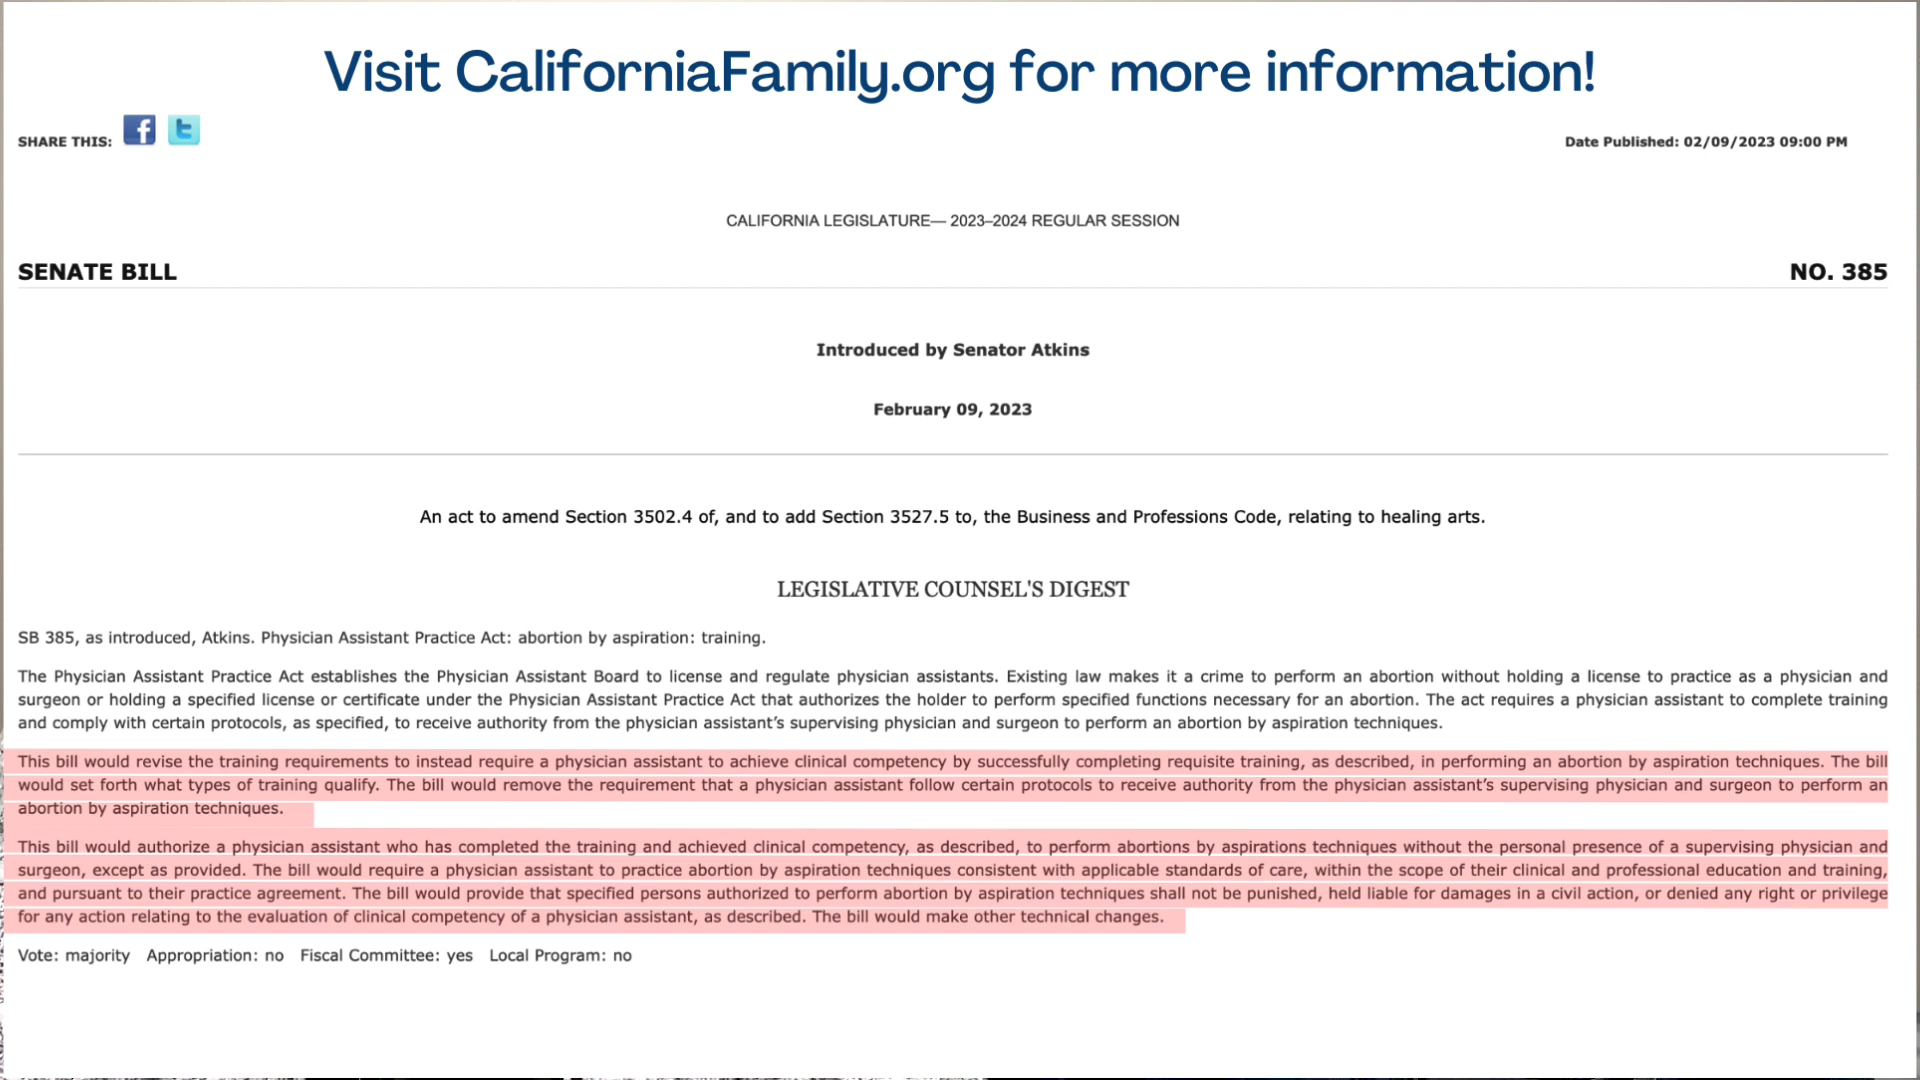 Visit CaliforniaFamily.org for more information!
SHARE THIS:
Date Published: 02/09/2023 09:00 PM
CALIFORNIA LEGISLATURE— 2023–2024 REGULAR SESSION
SENATE BILL
NO. 385
Introduced by Senator Atkins
February 09, 2023
An act to amend Section 3502.4 of, and to add Section 3527.5 to, the Business and Professions Code, relating to healing arts.
LEGISLATIVE COUNSEL'S DIGEST
SB 385, as introduced, Atkins. Physician Assistant Practice Act: abortion by aspiration: training.
The Physician Assistant Practice Act establishes the Physician Assistant Board to license and regulate physician assistants. Existing law makes it a crime to perform an abortion without holding a license to practice as a physician and
surgeon or holding a specified license or certificate under the Physician Assistant Practice Act that authorizes the holder to perform specified functions necessary for an abortion. The act requires a physician assistant to complete training
and comply with certain protocols, as specified, to receive authority from the physician assistant’s supervising physician and surgeon to perform an abortion by aspiration techniques.
This bill would revise the training requirements to instead require a physician assistant to achieve clinical competency by successfully completing requisite training, as described, in performing an abortion by aspiration techniques. The bill
would set forth what types of training qualify. The bill would remove the requirement that a physician assistant follow certain protocols to receive authority from the physician assistant’s supervising physician and surgeon to perform an
abortion by aspiration techniques.
This bill would authorize a physician assistant who has completed the training and achieved clinical competency, as described, to perform abortions by aspirations techniques without the personal presence of a supervising physician and
surgeon, except as provided. The bill would require a physician assistant to practice abortion by aspiration techniques consistent with applicable standards of care, within the scope of their clinical and professional education and training,
and pursuant to their practice agreement. The bill would provide that specified persons authorized to perform abortion by aspiration techniques shall not be punished, held liable for damages in a civil action, or denied any right or privilege
for any action relating to the evaluation of clinical competency of a physician assistant, as described. The bill would make other technical changes.
Vote: majority Appropriation: no Fiscal Committee: yes Local Program: no